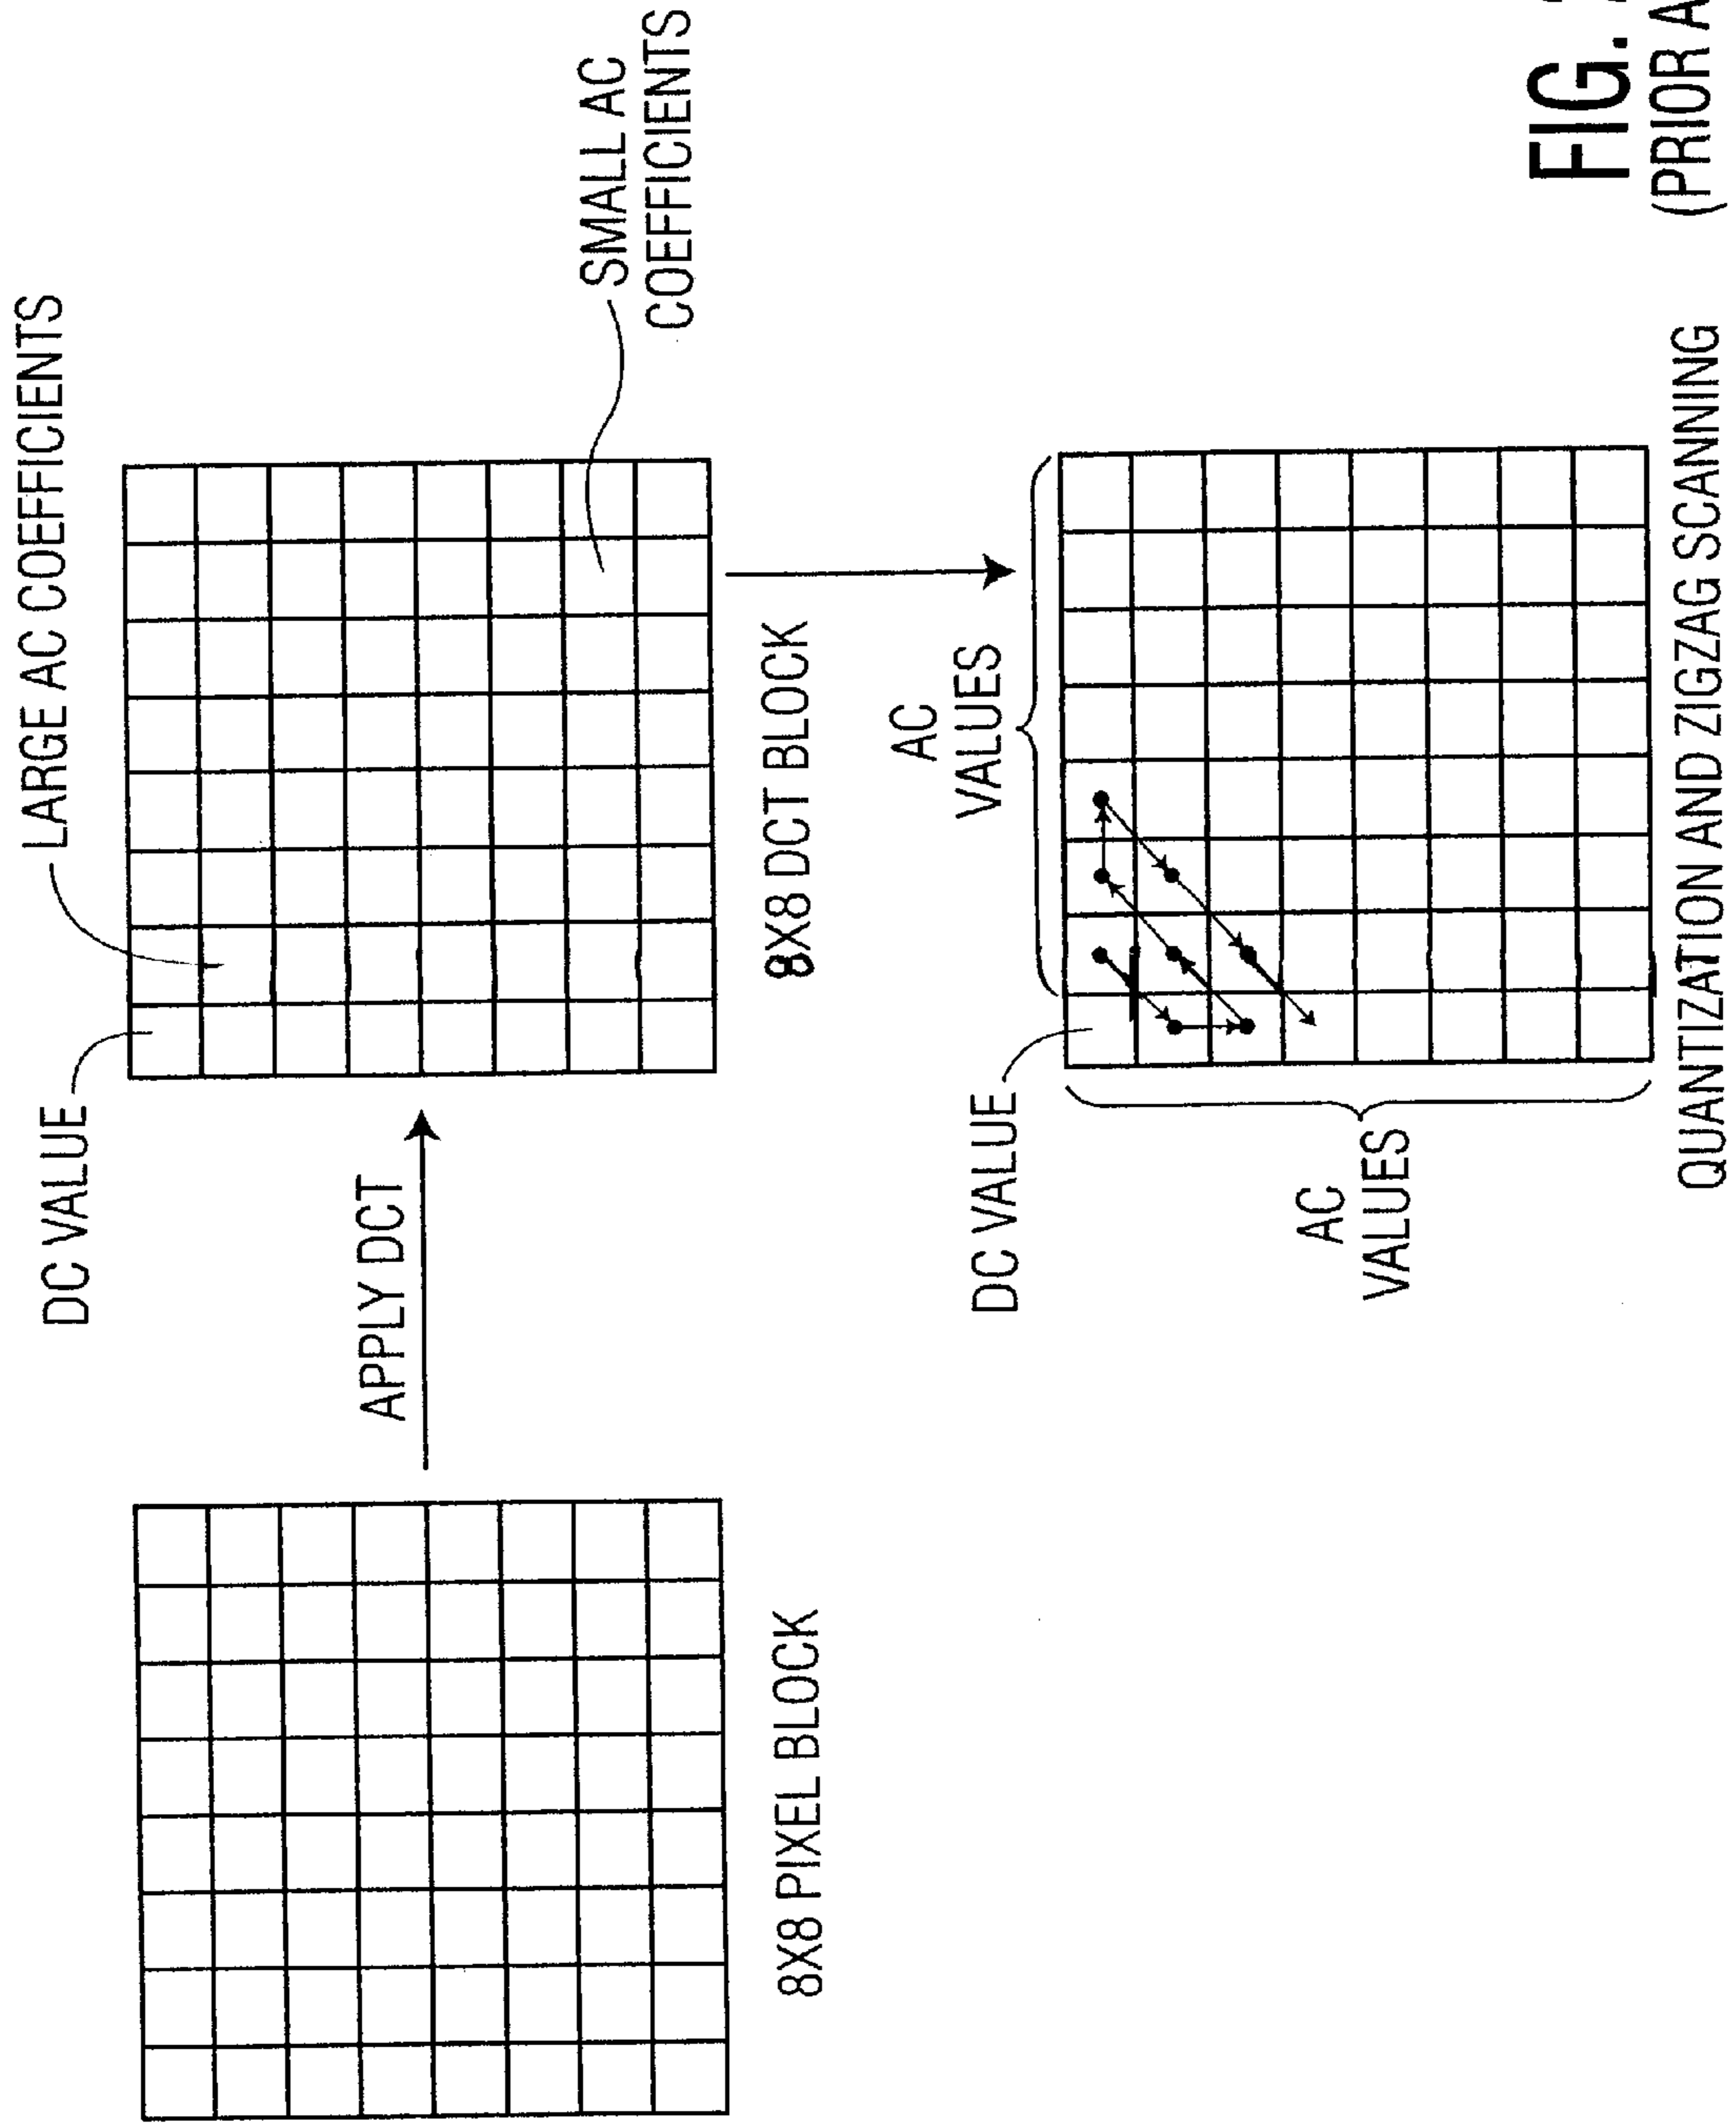 DC VALUE
LARGE AC COEFFICIENTS
APPLY DCT
SMALL AC
COEFFICIENTS
8X8 PIXEL BLOCK
8X8 DCT BLOCK
AC
VALUES
DC VALUE
AC
VALUES
QUANTIZATION AND ZIGZAG SCANNING
FIG.
(PRIOR A